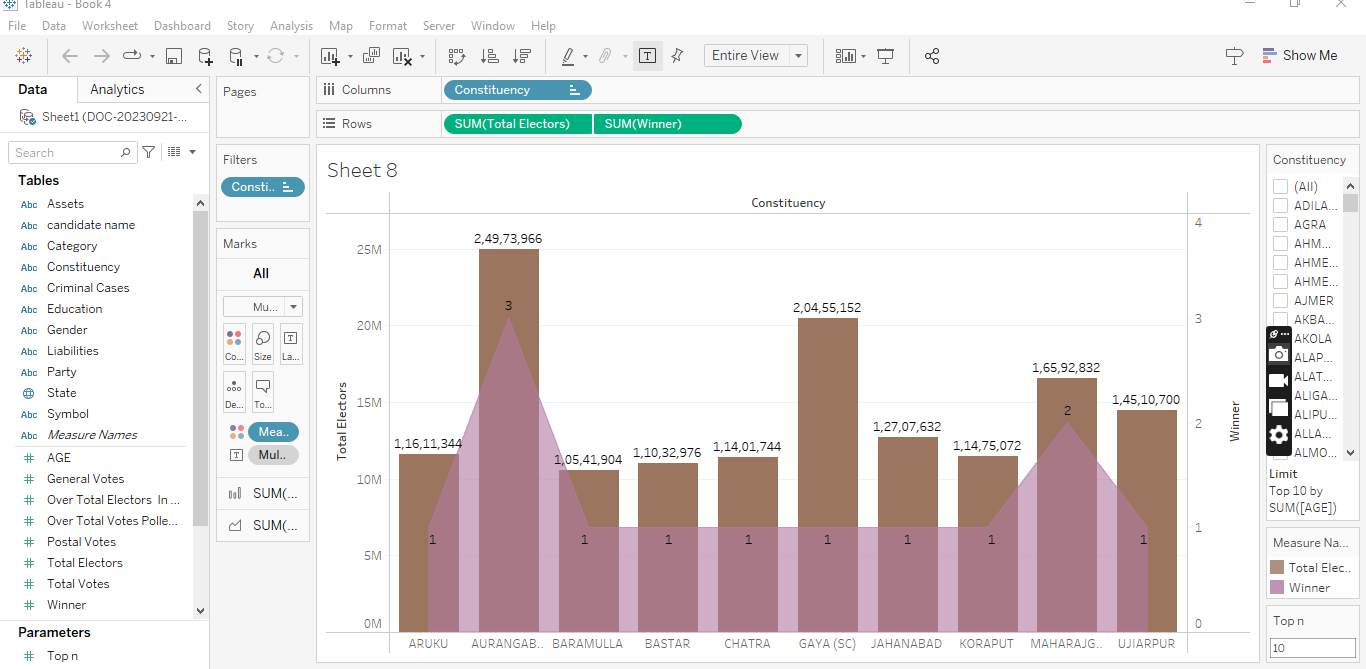 Tableau - Book 4
File Data Worksheet Dashboard Story Analysis Map Format Server Window Help
Entire View
Show Me
Data Analytics
Sheet1 (DOC-20230921-...
Search
Tables
Abc Assets
Abc candidate name
Abc Category
Abc Constituency
Abc Criminal Cases
Abc Education
Abc Gender
Abc Liabilities
Abc Party
State
Abc Symbol
Abc Measure Names
# AGE
# General Votes
# Over Total Electors In ...
# Over Total Votes Polle...
# Postal Votes
# Total Electors
# Total Votes
# Winner
Parameters
# Top n
Pages
Filters
Consti..
Marks
All
Mu...
Co... Size La...
De... To...
Mea..
Mul..
SUM(...
SUM(...
Columns Constituency
Rows SUM(Total Electors) SUM(Winner)
Sheet 8
Constituency
Total Electors
25M
20M
15M
10M
5M
0M
1,16,11,344
2,49,73,966
1,05,41,904
1,10,32,976
1,14,01,744
2,04,55,152
1,27,07,632
1,14,75,072
1,65,92,832
1,45,10,700
1 3 1 1 1 1 1 1 2 1
ARUKU AURANGAB.. BARAMULLA BASTAR CHATRA GAYA (SC) JAHANABAD KORAPUT MAHARAJG.. UJIARPUR
4
3
2
1
0
Winner
Constituency
(All)
ADILA...
AGRA
AHM...
AHME...
AHME...
AJMER
AKBA...
AKOLA
ALAP...
ALAT...
ALIGA...
ALIPU...
ALLA...
ALMO...
Limit
Top 10 by
SUM([AGE])
Measure Na...
Total Elec..
Winner
Top n
10